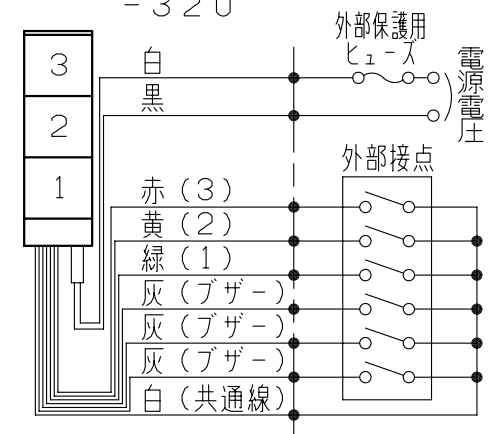 -320
外部保護用
ヒューズ
電源電圧
白
黒
3
2
1
外部接点
赤(3)
黄(2)
緑(1)
灰(ブザー)
灰(ブザー)
灰(ブザー)
白(共通線)